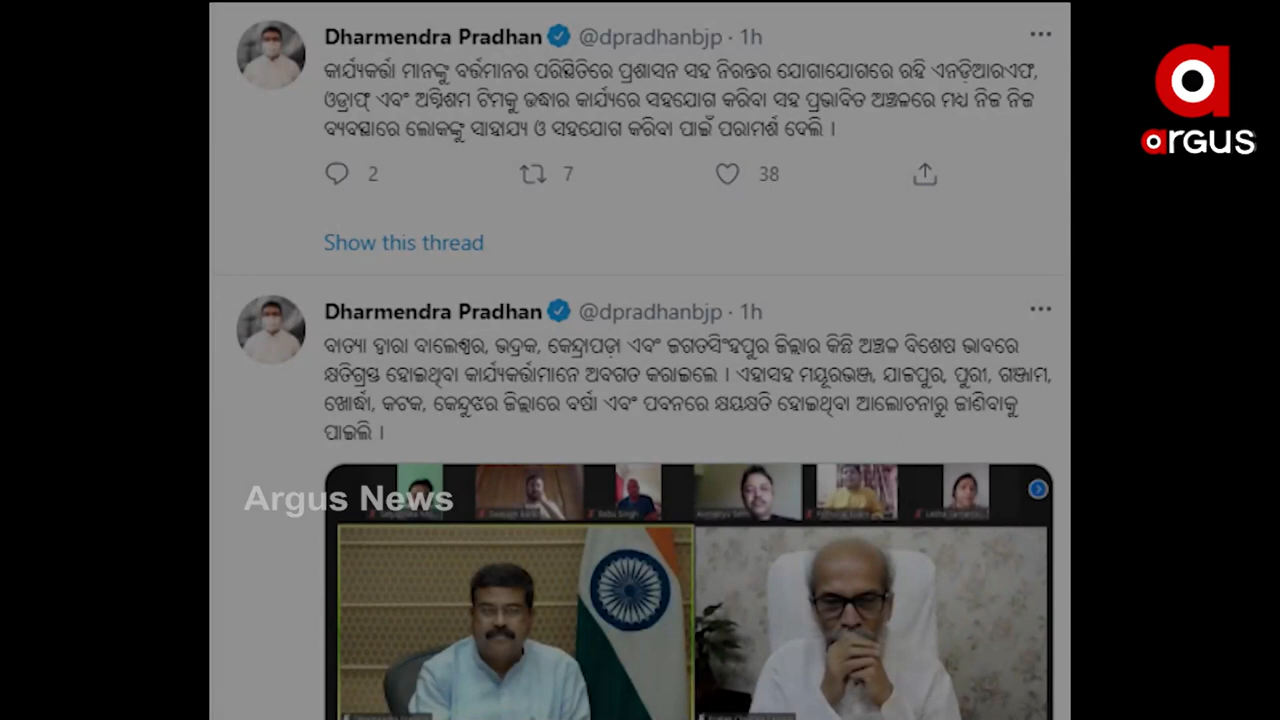 Dharmendra Pradhan @dpradhanbjp · 1h
କାର୍ଯ୍ୟକର୍ତ୍ତା ମାନଙ୍କୁ ବର୍ତ୍ତମାନର ପରିସ୍ଥିତିରେ ପ୍ରଶାସନ ସହ ନିରନ୍ତର ଯୋଗାଯୋଗରେ ରହି ଏନଡ଼ିଆରଏଫ୍,
ଓଡ୍ରାଫ୍ ଏବଂ ଅଗ୍ନିଶମ ଟିମକୁ ଉଦ୍ଧାର କାର୍ଯ୍ୟରେ ସହଯୋଗ କରିବା ସହ ପ୍ରଭାବିତ ଅଞ୍ଚଳରେ ମଧ୍ୟ ନିଜ ନିଜ
ବ୍ୟବସ୍ଥାରେ ଲୋକଙ୍କୁ ସାହାଯ୍ୟ ଓ ସହଯୋଗ କରିବା ପାଇଁ ପରାମର୍ଶ ଦେଲି ।
2 7 38
Show this thread
Dharmendra Pradhan @dpradhanbjp · 1h
ବାତ୍ୟା ଦ୍ୱାରା ବାଲେଶ୍ୱର, ଭଦ୍ରକ, କେନ୍ଦ୍ରାପଡ଼ା ଏବଂ ଜଗତସିଂହପୁର ଜିଲ୍ଲାର କିଛି ଅଞ୍ଚଳ ବିଶେଷ ଭାବରେ
କ୍ଷତିଗ୍ରସ୍ତ ହୋଇଥିବା କାର୍ଯ୍ୟକର୍ତ୍ତାମାନେ ଅବଗତ କରାଇଲେ । ଏହାସହ ମୟୂରଭଞ୍ଜ, ଯାଜପୁର, ପୁରୀ, ଗଞ୍ଜାମ,
ଖୋର୍ଦ୍ଧା, କଟକ, କେନ୍ଦୁଝର ଜିଲ୍ଲାରେ ବର୍ଷା ଏବଂ ପବନରେ କ୍ଷୟକ୍ଷତି ହୋଇଥିବା ଆଲୋଚନାରୁ ଜାଣିବାକୁ
ପାଇଲି ।
Argus News
argus